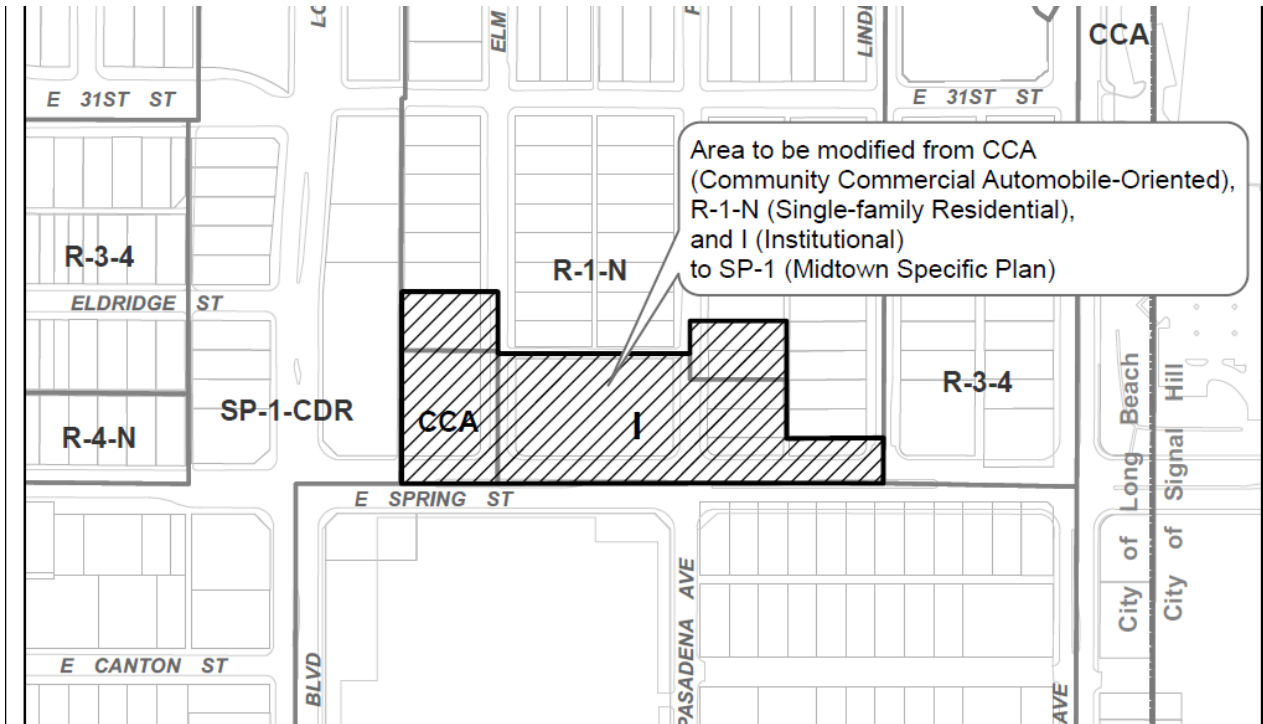 ELM
CCA
E 31ST ST
E 31ST ST
Area to be modified from CCA
(Community Commercial Automobile-Oriented),
R-1-N (Single-family Residential),
and I (Institutional)
to SP-1 (Midtown Specific Plan)
R-3-4
R-1-N
ELDRIDGE ST
R-3-4
SP-1-CDR
CCA
I
R-4-N
City of Long Beach
City of Signal Hill
E SPRING ST
PASADENA AVE
E CANTON ST
BLVD
AVE